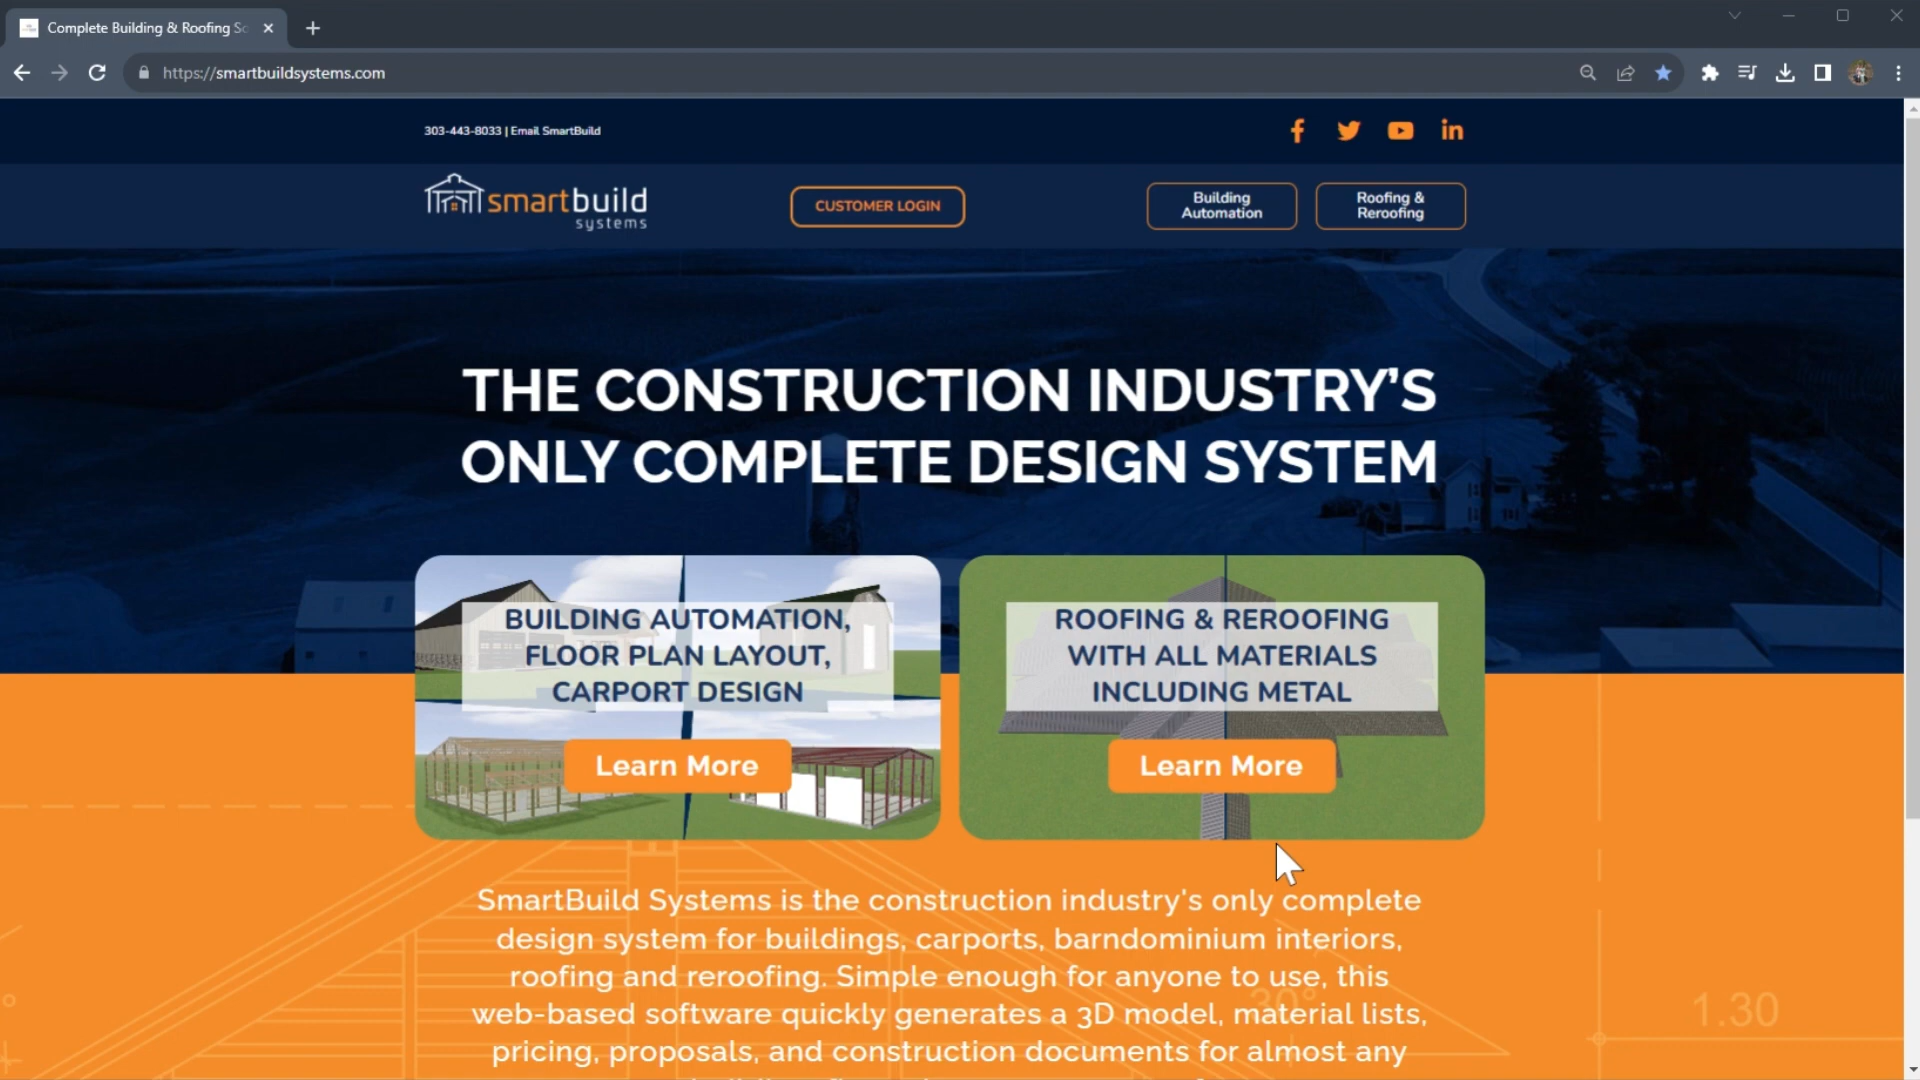 Complete Building & Roofing So
https://smartbuildsystems.com
303-443-8033 | Email SmartBuild
smartbuild
systems
CUSTOMER LOGIN
Building
Automation
Roofing &
Reroofing
THE CONSTRUCTION INDUSTRY'S
ONLY COMPLETE DESIGN SYSTEM
BUILDING AUTOMATION,
FLOOR PLAN LAYOUT,
CARPORT DESIGN
Learn More
ROOFING & REROOFING
WITH ALL MATERIALS
INCLUDING METAL
Learn More
SmartBuild Systems is the construction industry's only complete
design system for buildings, carports, barndominium interiors,
roofing and reroofing. Simple enough for anyone to use, this
web-based software quickly generates a 3D model, material lists,
pricing, proposals, and construction documents for almost any
30°
1.30